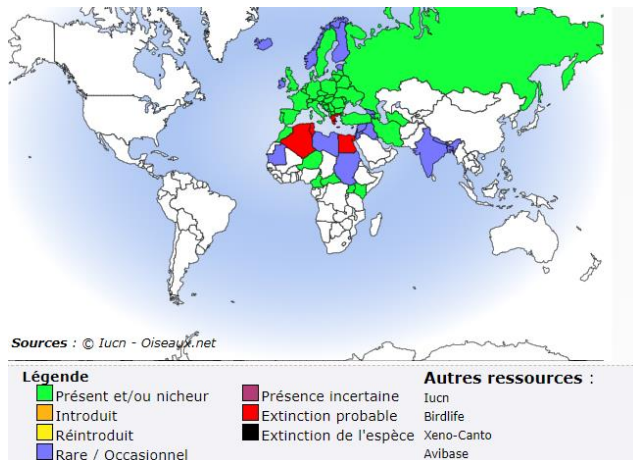 Sources : © Iucn - Oiseaux.net
Légende
Présent et/ou nicheur
Introduit
Réintroduit
Rare / Occasionnel
Présence incertaine
Extinction probable
Extinction de l'espèce
Autres ressources :
Iucn
Birdlife
Xeno-Canto
Avibase